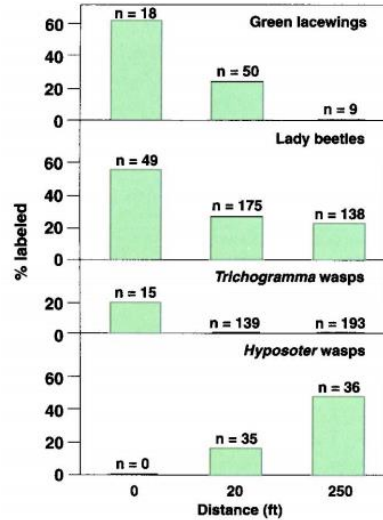 % labeled
60
40
20
0
Green lacewings
n = 18
n = 50
n = 9
60
40
20
0
Lady beetles
n = 49
n = 175
n = 138
20
0
Trichogramma wasps
n = 15
n = 139
n = 193
60
40
20
0
Hyposoter wasps
n = 0
n = 35
n = 36
0 20 250
Distance (ft)